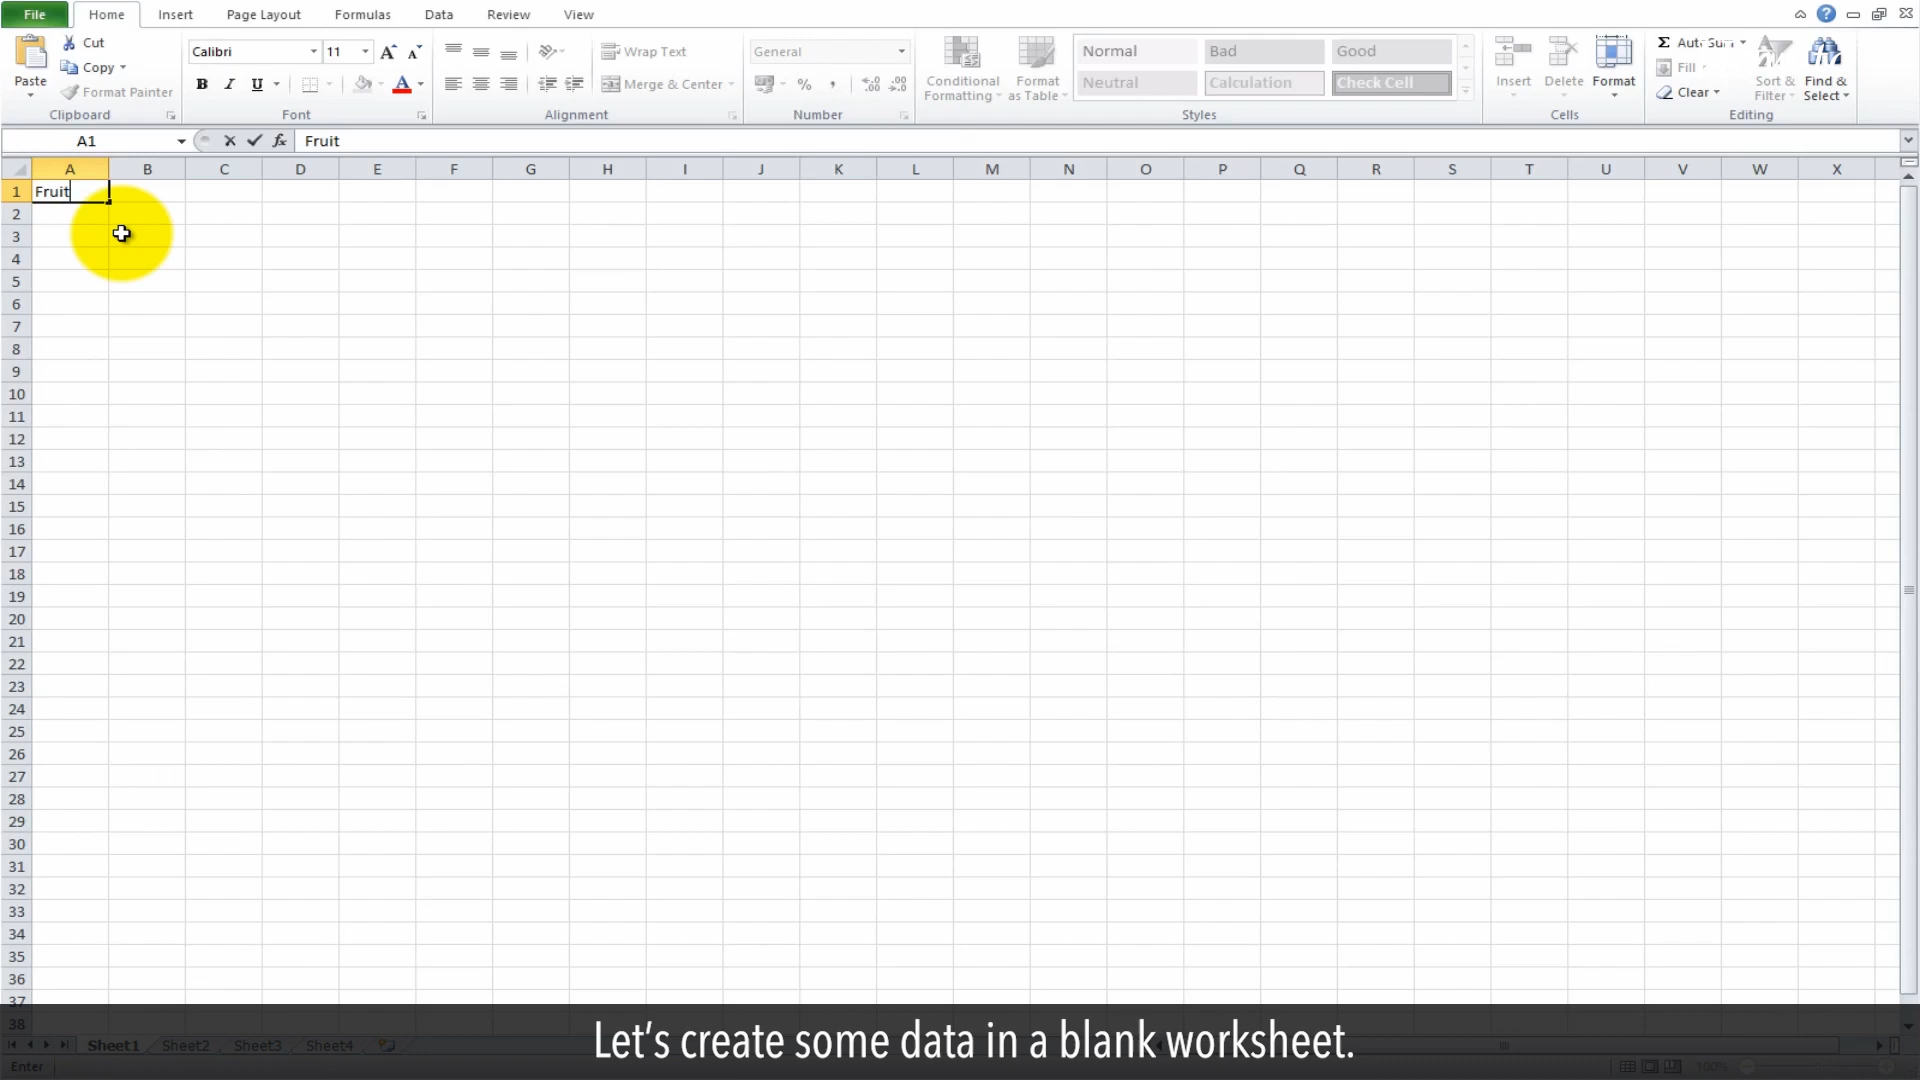 File Home Insert Page Layout Formulas Data Review View
Cut
Copy
Format Painter
Paste
Clipboard
Calibri 11
B I U A
Font
Wrap Text
Merge & Center
Alignment
General
% ,
Number
Conditional Formatting
Format as Table
Normal Bad Good
Neutral Calculation Check Cell
Styles
Insert Delete Format
Cells
Σ AutoSum
Fill
Clear
Sort & Filter
Find & Select
Editing
A1 fx Fruit
A B C D E F G H I J K L M N O P Q R S T U V W X
1 Fruit
2
3
4
5
6
7
8
9
10
11
12
13
14
15
16
17
18
19
20
21
22
23
24
25
26
27
28
29
30
31
32
33
34
35
36
37
38
Let's create some data in a blank worksheet.
Sheet1 Sheet2 Sheet3 Sheet4
Enter 100%